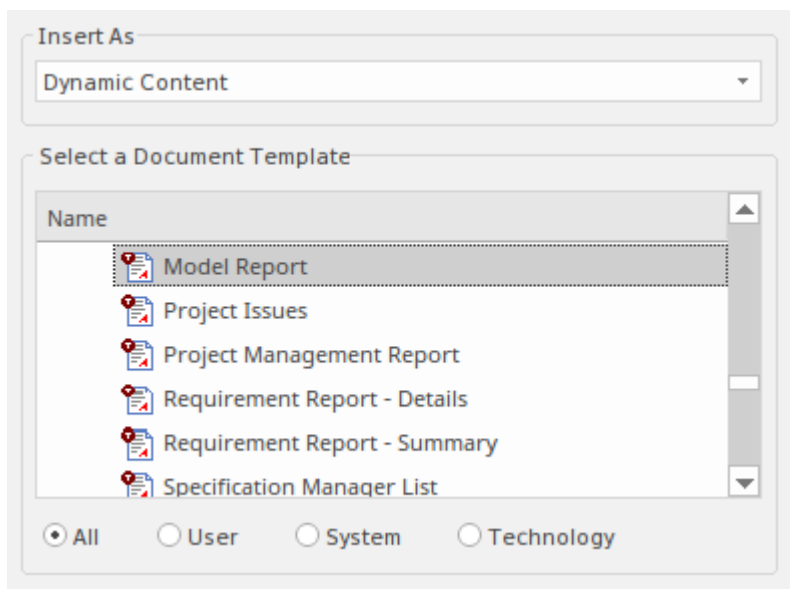 Insert As
Dynamic Content
Select a Document Template
Name
Model Report
Project Issues
Project Management Report
Requirement Report - Details
Requirement Report - Summary
Specification Manager List
All User System Technology